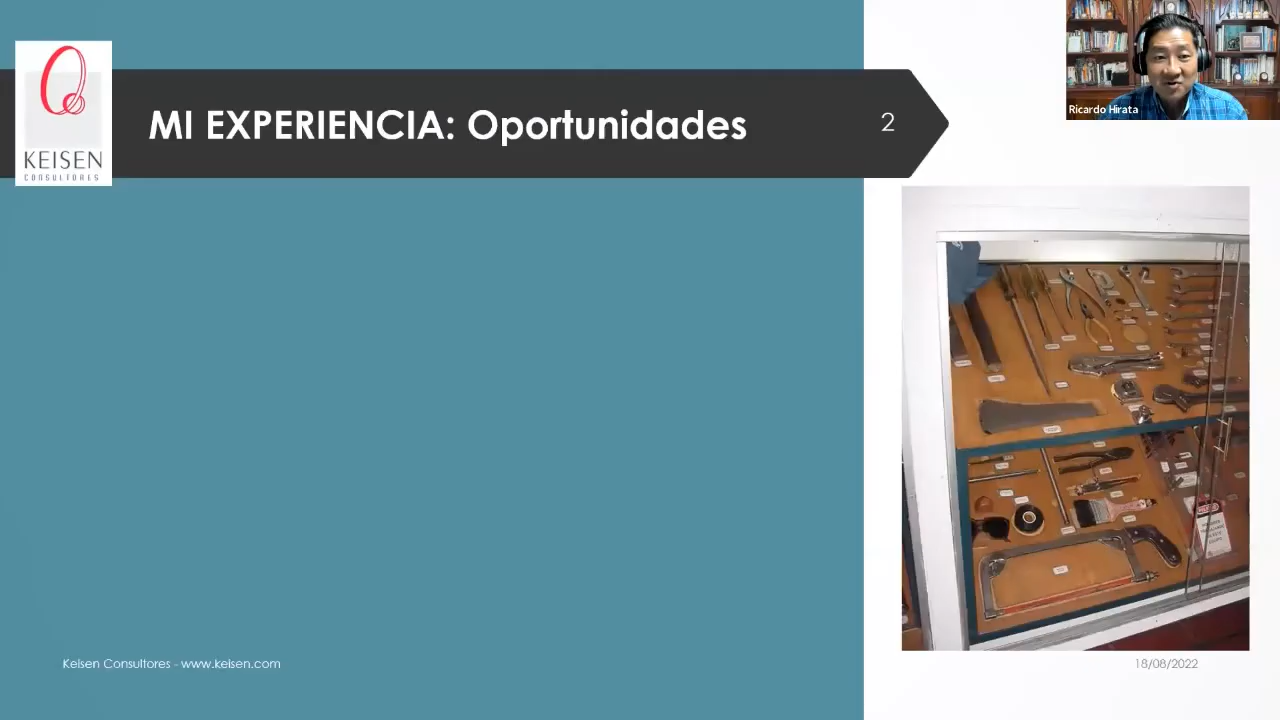 KEISEN
CONSULTORES
MI EXPERIENCIA: Oportunidades
2
Ricardo Hirata
Keisen Consultores - www.keisen.com
18/08/2022